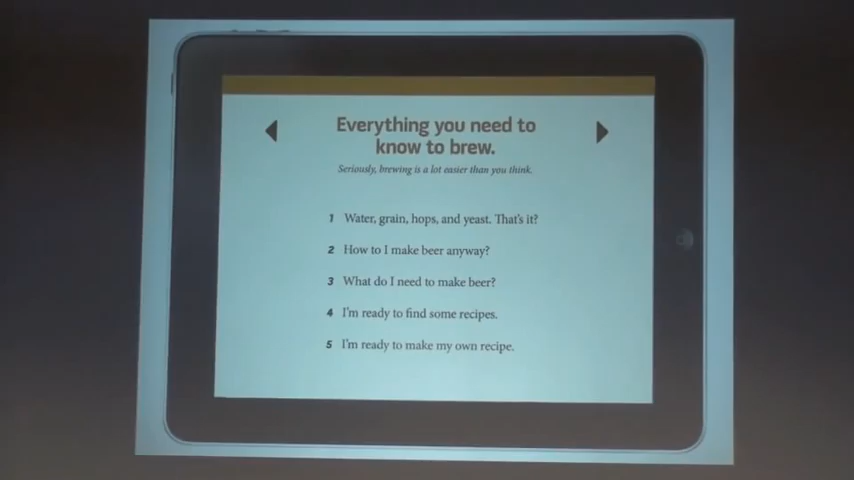 Everything you need to
know to brew.
Seriously, brewing is a lot easier than you think.
1 Water, grain, hops, and yeast. That's it?
2 How to I make beer anyway?
3 What do I need to make beer?
4 I'm ready to find some recipes.
5 I'm ready to make my own recipe.